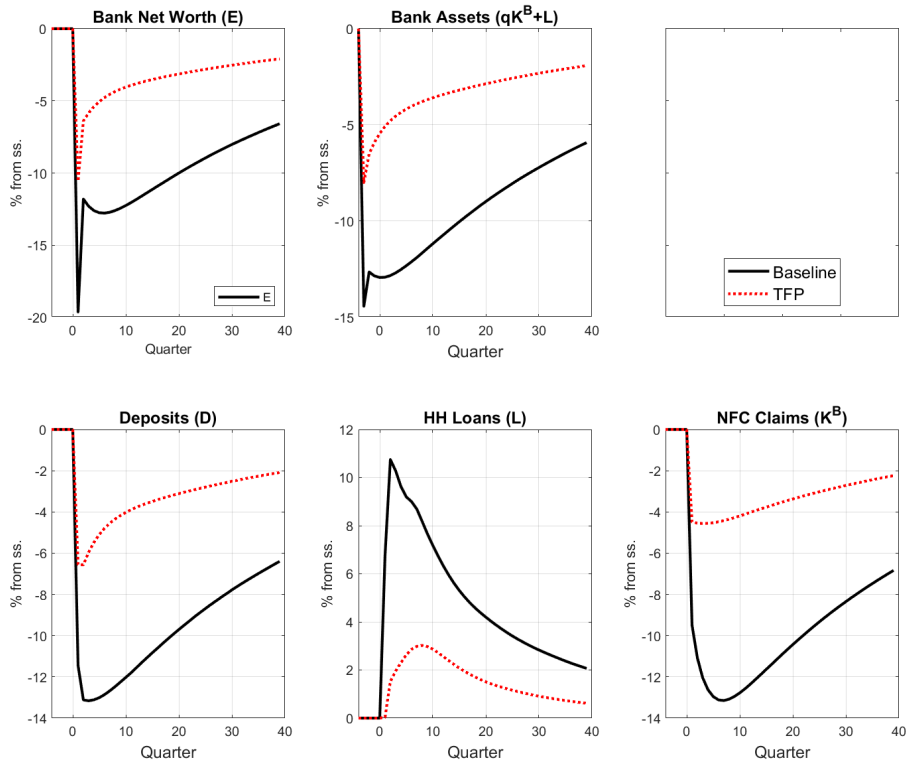 Bank Net Worth (E)
0
-5
-10
-15
-20
% from ss.
0 10 20 30 40
Quarter
E
Bank Assets (qK^B+L)
0
-5
-10
-15
% from ss.
0 10 20 30 40
Quarter
Baseline
TFP
Deposits (D)
0
-2
-4
-6
-8
-10
-12
-14
% from ss.
0 10 20 30 40
Quarter
HH Loans (L)
12
10
8
6
4
2
0
% from ss.
0 10 20 30 40
Quarter
NFC Claims (K^B)
0
-2
-4
-6
-8
-10
-12
-14
% from ss.
0 10 20 30 40
Quarter